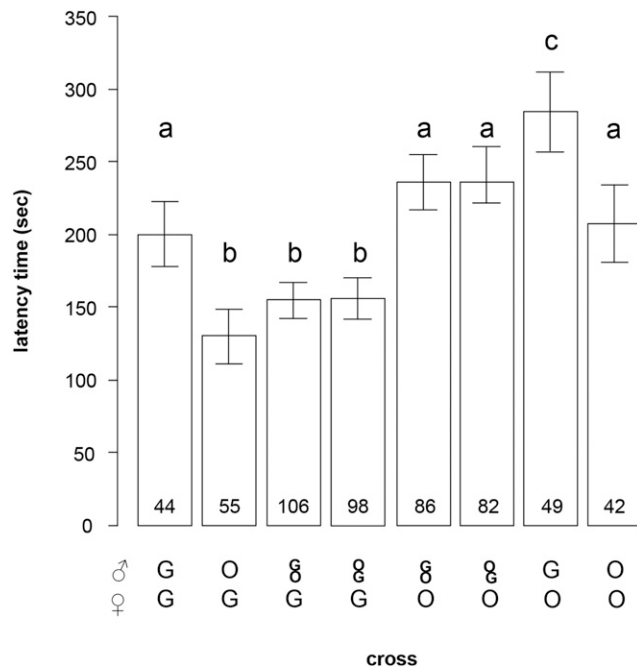 350
300
250
200
150
100
50
0
latency time (sec)
a b b b a a c a
44 55 106 98 86 82 49 42
♂ G O G/O O/G G/O O/G G O
♀ G G G G O O O O
cross